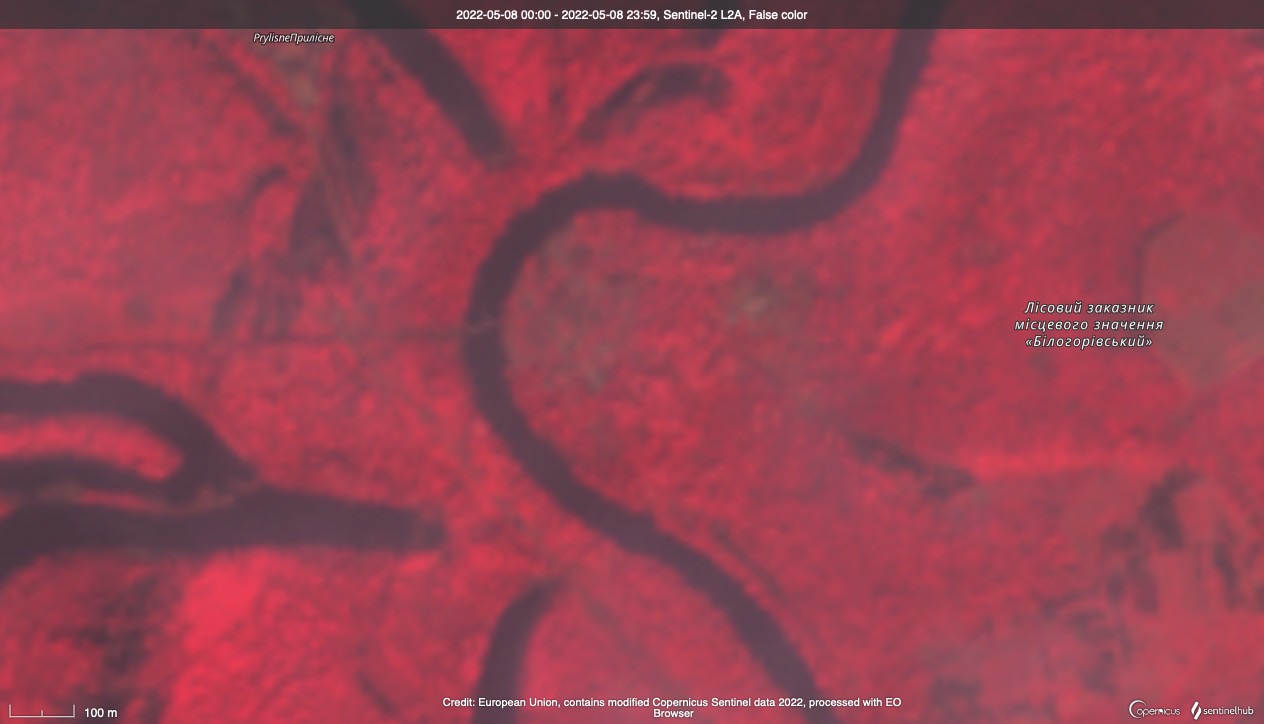 2022-05-08 00:00 - 2022-05-08 23:59, Sentinel-2 L2A, False color
PrylisneПрилісне
Лісовий заказник
місцевого значення
«Білогорівський»
Credit: European Union, contains modified Copernicus Sentinel data 2022, processed with EO
Browser
100 m
opernicus
sentinelhub